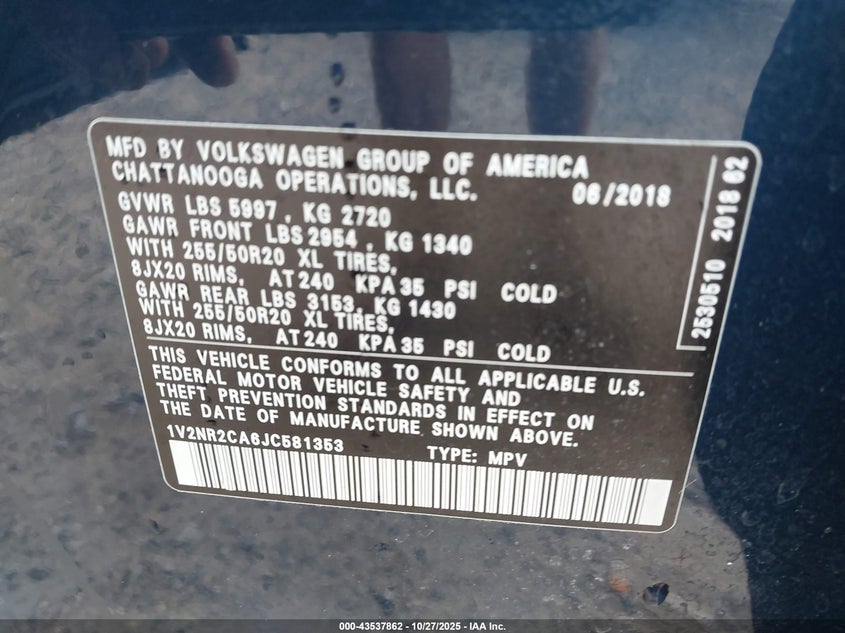 MFD BY VOLKSWAGEN GROUP OF AMERICA
CHATTANOOGA OPERATIONS, LLC. 06/2018
GVWR LBS 5997, KG 2720
GAWR FRONT LBS 2954, KG 1340
WITH 255/50R20 XL TIRES,
8JX20 RIMS, AT 240 KPA 35 PSI COLD
GAWR REAR LBS 3153, KG 1430
WITH 255/50R20 XL TIRES,
8JX20 RIMS, AT 240 KPA 35 PSI COLD
THIS VEHICLE CONFORMS TO ALL APPLICABLE U.S.
FEDERAL MOTOR VEHICLE SAFETY AND
THEFT PREVENTION STANDARDS IN EFFECT ON
THE DATE OF MANUFACTURE SHOWN ABOVE.
1V2NR2CA6JC581353 TYPE: MPV
2530510 2018 62
000-43537862 | 10/27/2025 - IAA Inc.